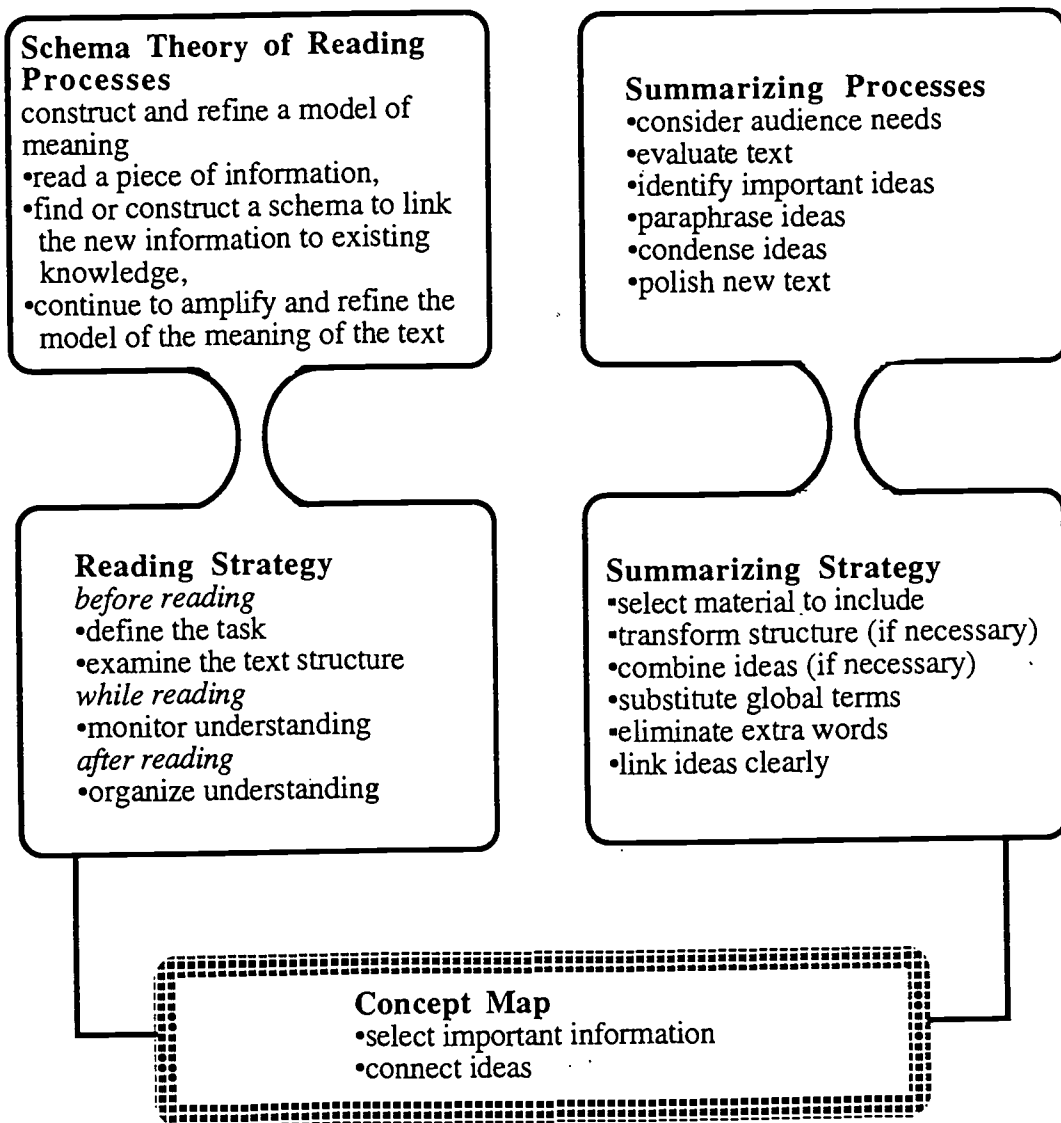 Schema Theory of Reading
Processes
construct and refine a model of
meaning
•read a piece of information,
•find or construct a schema to link
the new information to existing
knowledge,
•continue to amplify and refine the
model of the meaning of the text
Summarizing Processes
•consider audience needs
•evaluate text
•identify important ideas
•paraphrase ideas
•condense ideas
•polish new text
Reading Strategy
before reading
•define the task
•examine the text structure
while reading
•monitor understanding
after reading
•organize understanding
Summarizing Strategy
▪select material to include
▪transform structure (if necessary)
•combine ideas (if necessary)
•substitute global terms
▪eliminate extra words
•link ideas clearly
Concept Map
•select important information
•connect ideas